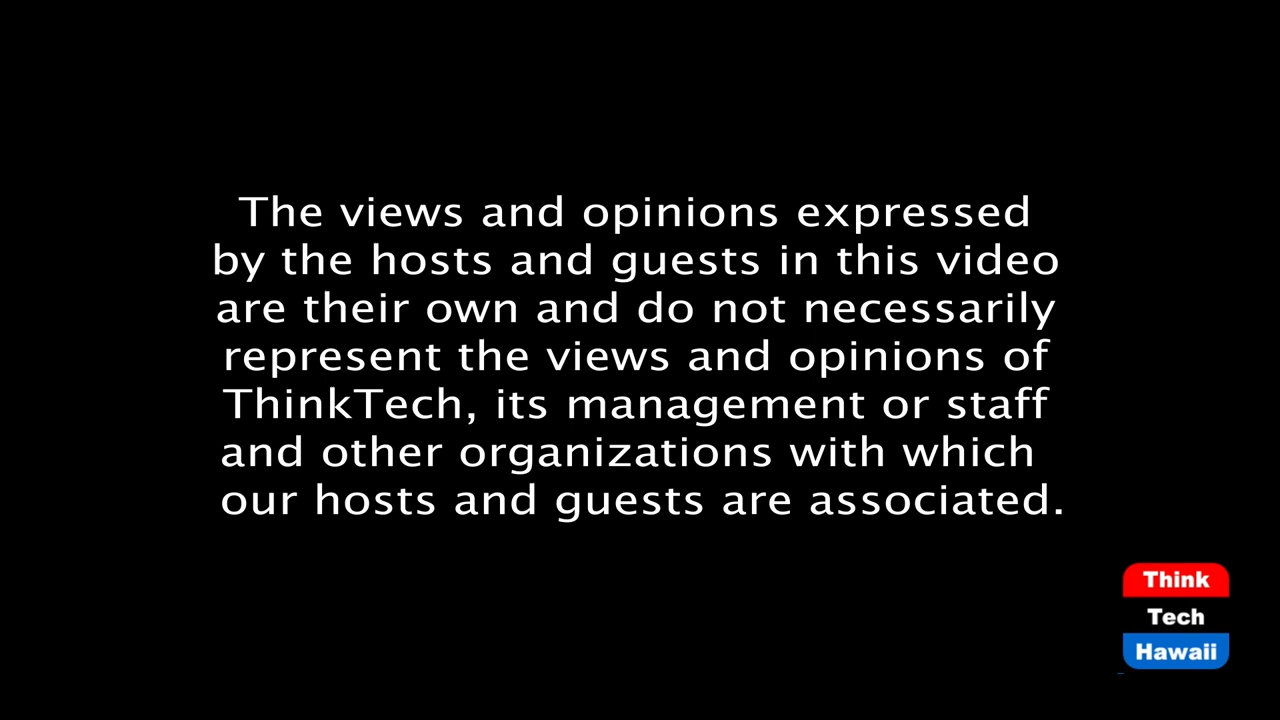 The views and opinions expressed
by the hosts and guests in this video
are their own and do not necessarily
represent the views and opinions of
ThinkTech, its management or staff
and other organizations with which
our hosts and guests are associated.
Think
Tech
Hawaii